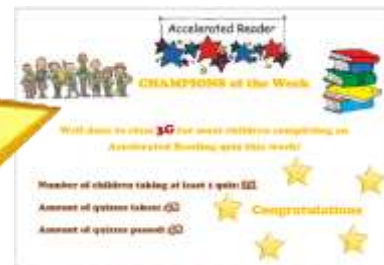 Accelerated Reader
CHAMPIONS of the Week
Well done to class 3G for most children completing an
Accelerated Reading quiz this week!
Number of children taking at least 1 quiz:
Amount of quizzes taken:
Congratulations
Amount of quizzes passed: